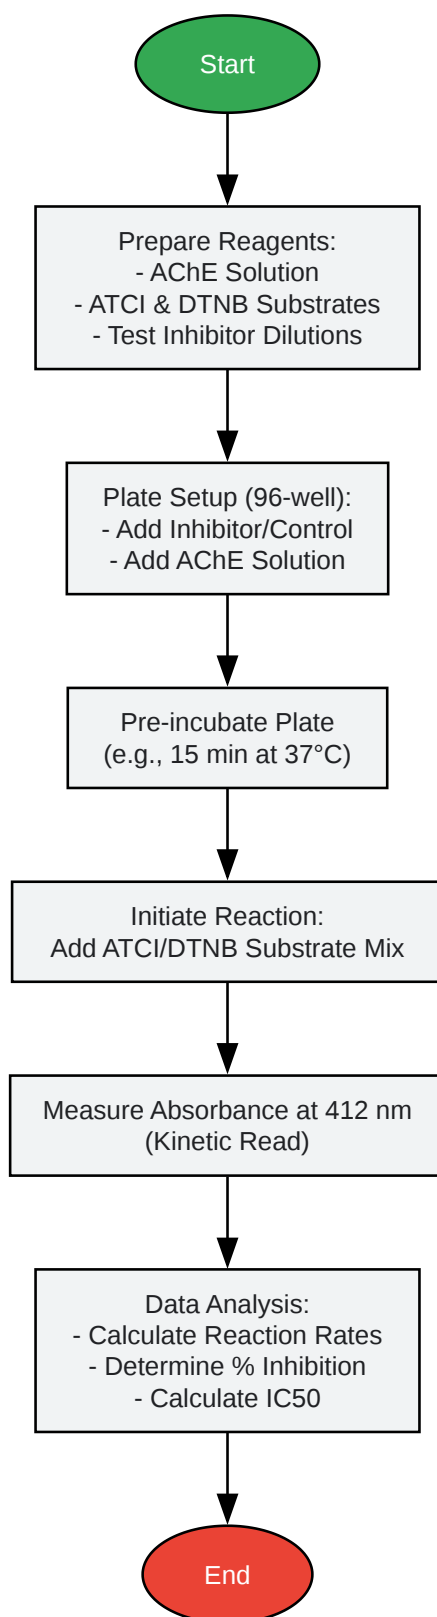 Start
Prepare Reagents:
- AChE Solution
- ATCI & DTNB Substrates
- Test Inhibitor Dilutions
Plate Setup (96-well):
- Add Inhibitor/Control
- Add AChE Solution
Pre-incubate Plate
(e.g., 15 min at 37°C)
Initiate Reaction:
Add ATCI/DTNB Substrate Mix
Measure Absorbance at 412 nm
(Kinetic Read)
Data Analysis:
- Calculate Reaction Rates
- Determine % Inhibition
- Calculate IC50
End